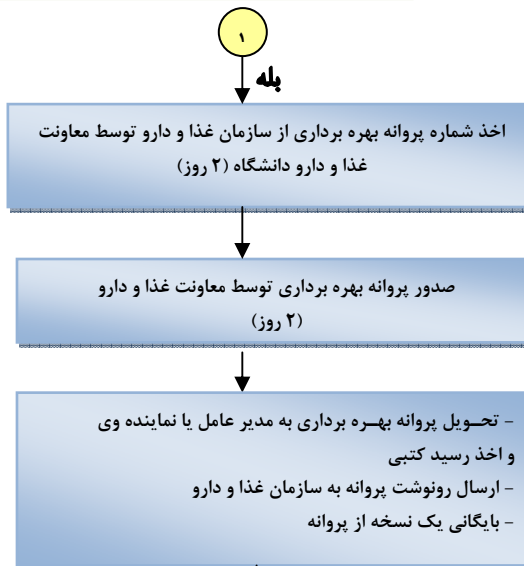 ۱
بله
اخذ شماره پروانه بهره برداری از سازمان غذا و دارو توسط معاونت
غذا و دارو دانشگاه (۲ روز)
صدور پروانه بهره برداری توسط معاونت غذا و دارو
(۲ روز)
- تحــویل پروانه بهــره برداری به مدیر عامل یا نماینده وی
و اخذ رسید کتبی
- ارسال رونوشت پروانه به سازمان غذا و دارو
- بایگانی یک نسخه از پروانه